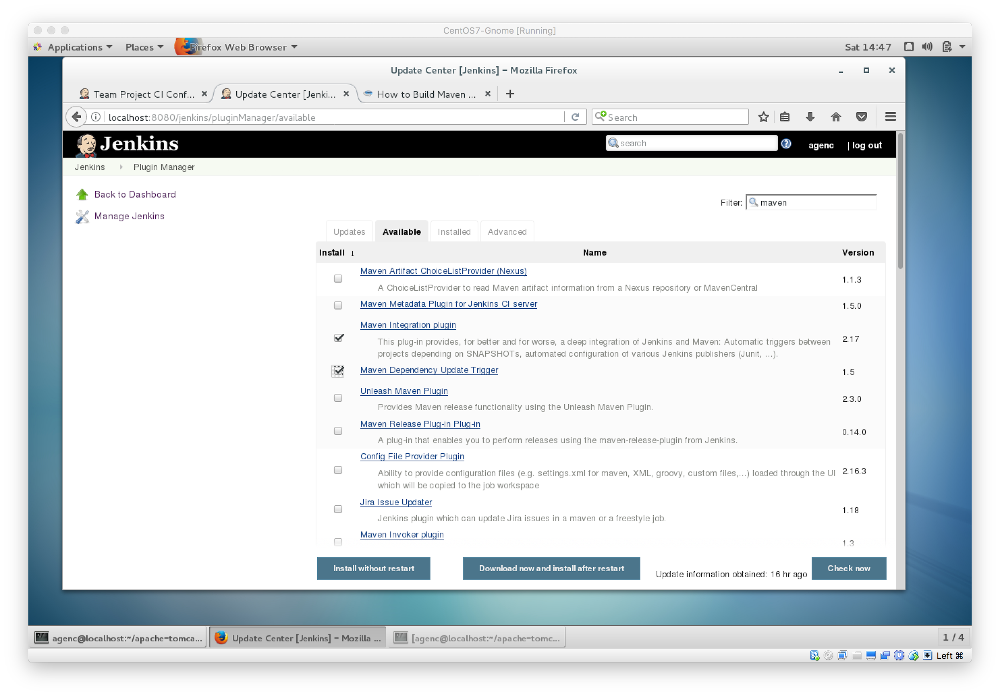 CentOS7-Gnome [Running]
Applications Places Firefox Web Browser Sat 14:47
Update Center [Jenkins] – Mozilla Firefox
Team Project CI Conf... Update Center [Jenki... How to Build Maven ...
localhost:8080/jenkins/pluginManager/available Search
Jenkins search agenc | log out
Jenkins Plugin Manager
Back to Dashboard
Manage Jenkins
Filter: maven
Updates Available Installed Advanced
Install ↓ Name Version
Maven Artifact ChoiceListProvider (Nexus)
A ChoiceListProvider to read Maven artifact information from a Nexus repository or MavenCentral
1.1.3
Maven Metadata Plugin for Jenkins CI server 1.5.0
Maven Integration plugin
This plug-in provides, for better and for worse, a deep integration of Jenkins and Maven: Automatic triggers between
projects depending on SNAPSHOTs, automated configuration of various Jenkins publishers (Junit, ...).
2.17
Maven Dependency Update Trigger 1.5
Unleash Maven Plugin
Provides Maven release functionality using the Unleash Maven Plugin.
2.3.0
Maven Release Plug-in Plug-in
A plug-in that enables you to perform releases using the maven-release-plugin from Jenkins.
0.14.0
Config File Provider Plugin
Ability to provide configuration files (e.g. settings.xml for maven, XML, groovy, custom files,...) loaded through the UI
which will be copied to the job workspace
2.16.3
Jira Issue Updater
Jenkins plugin which can update Jira issues in a maven or a freestyle job.
1.18
Maven Invoker plugin
1.3
Install without restart Download now and install after restart Update information obtained: 16 hr ago Check now
agenc@localhost:~/apache-tomca... Update Center [Jenkins] – Mozilla ... [agenc@localhost:~/apache-tomc... 1 / 4
Left ⌘